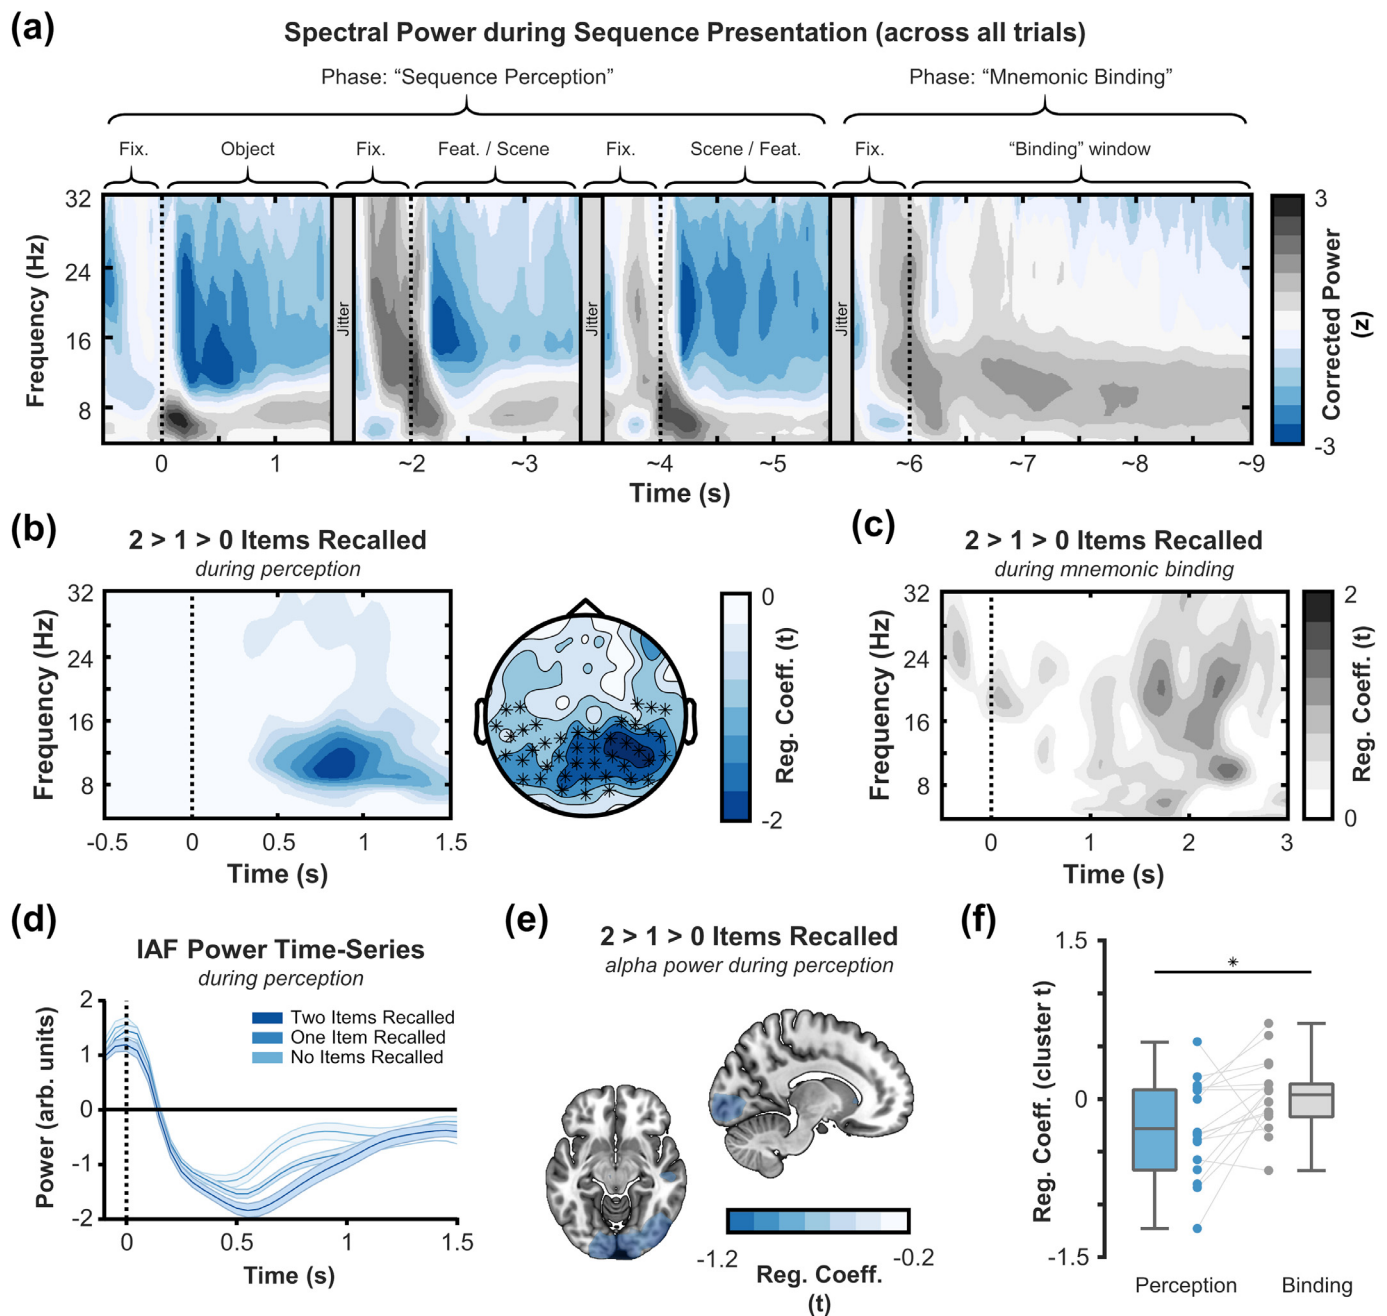 (a)
Spectral Power during Sequence Presentation (across all trials)
Phase: “Sequence Perception”
Phase: “Mnemonic Binding”
Fix.
Object
Fix.
Feat. / Scene
Fix.
Scene / Feat.
Fix.
“Binding” window
Frequency (Hz)
32
24
16
8
Jitter
Jitter
Jitter
0
1
~2
~3
~4
~5
~6
~7
~8
~9
Time (s)
3
-3
Corrected Power
(z)
(b)
2 > 1 > 0 Items Recalled
during perception
Frequency (Hz)
32
24
16
8
-0.5
0
0.5
1
1.5
Time (s)
0
-2
Reg. Coeff. (t)
(c)
2 > 1 > 0 Items Recalled
during mnemonic binding
Frequency (Hz)
32
24
16
8
0
1
2
3
Time (s)
2
0
Reg. Coeff. (t)
(d)
IAF Power Time-Series
during perception
Two Items Recalled
One Item Recalled
No Items Recalled
Power (arb. units)
2
1
0
-1
-2
0
0.5
1
1.5
Time (s)
(e)
2 > 1 > 0 Items Recalled
alpha power during perception
-1.2
-0.2
Reg. Coeff.
(t)
(f)
Reg. Coeff. (cluster t)
1.5
0
-1.5
*
Perception
Binding